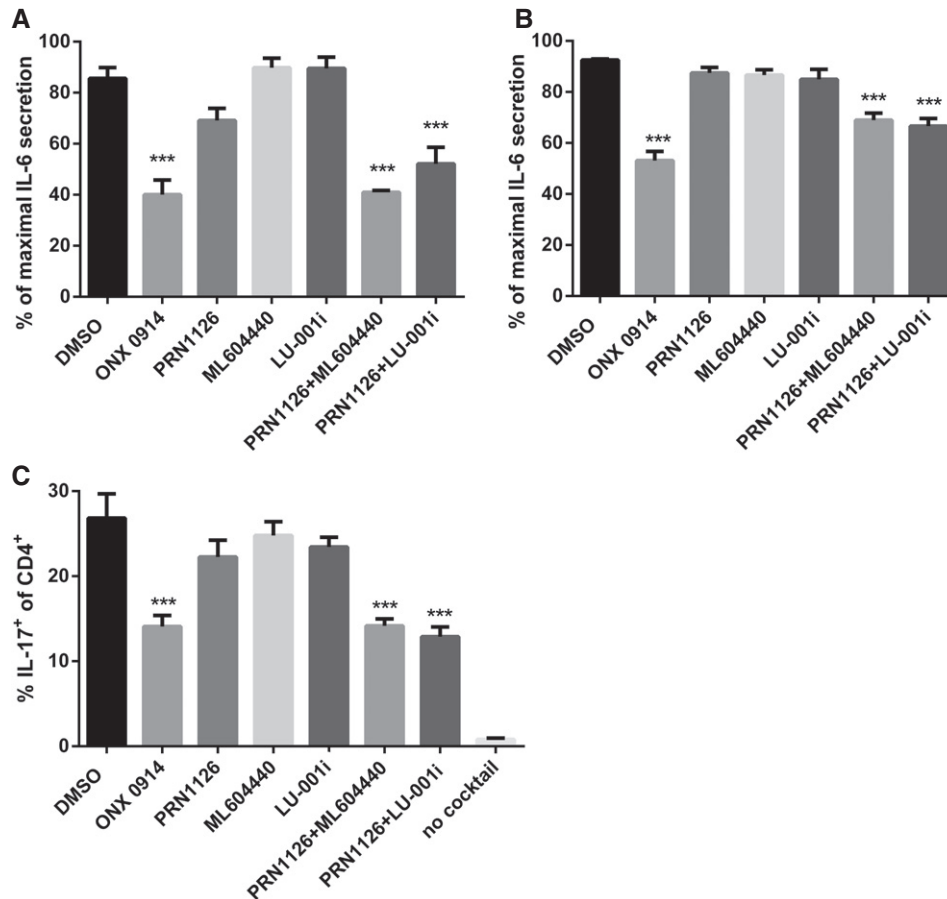 A
% of maximal IL-6 secretion
100
80
60
40
20
0
***
***
***
DMSO
ONX 0914
PRN1126
ML604440
LU-001i
PRN1126+ML604440
PRN1126+LU-001i
B
% of maximal IL-6 secretion
100
80
60
40
20
0
***
***
***
DMSO
ONX 0914
PRN1126
ML604440
LU-001i
PRN1126+ML604440
PRN1126+LU-001i
C
% IL-17⁺ of CD4⁺
30
20
10
0
***
***
***
DMSO
ONX 0914
PRN1126
ML604440
LU-001i
PRN1126+ML604440
PRN1126+LU-001i
no cocktail